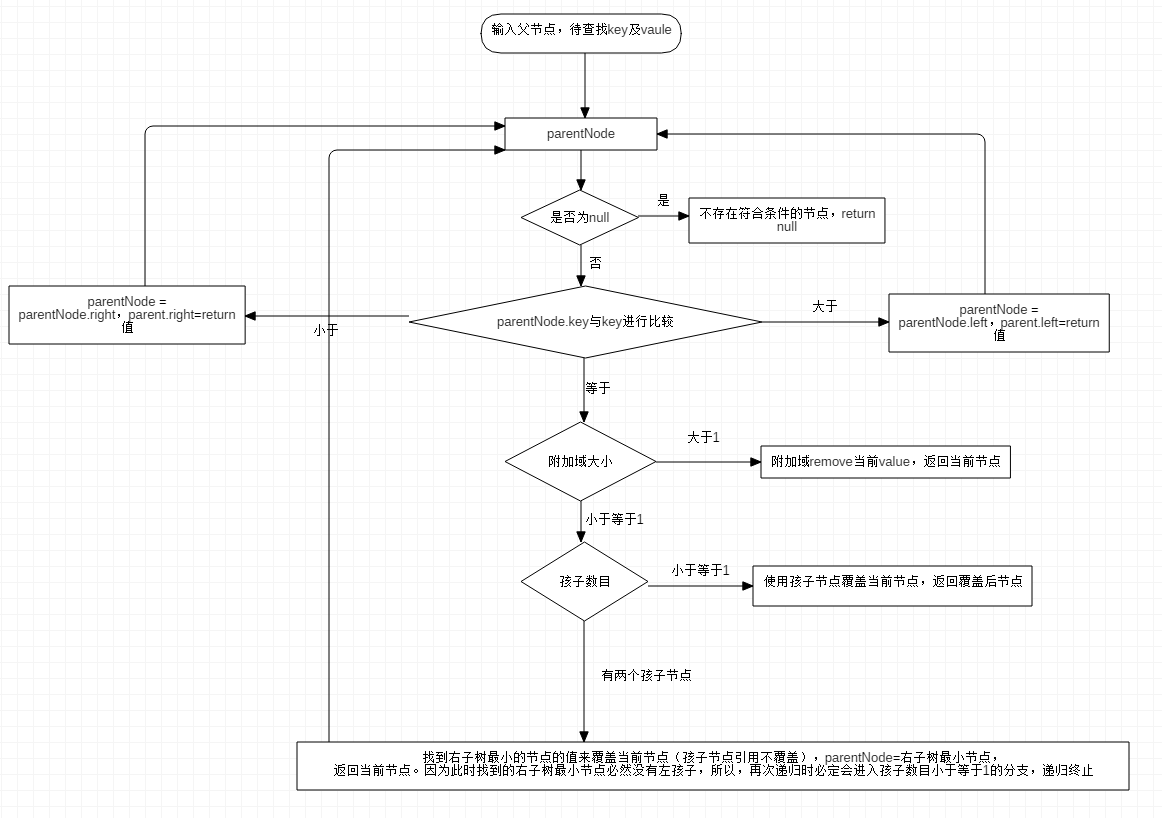 输入父节点，待查找key及vaule
parentNode
是否为null
是
不存在符合条件的节点，return
null
否
parentNode =
parentNode.right，parent.right=return
值
小于
parentNode.key与key进行比较
大于
parentNode =
parentNode.left，parent.left=return
值
等于
附加域大小
大于1
附加域remove当前value，返回当前节点
小于等于1
孩子数目
小于等于1
使用孩子节点覆盖当前节点，返回覆盖后节点
有两个孩子节点
找到右子树最小的节点的值来覆盖当前节点（孩子节点引用不覆盖），parentNode=右子树最小节点，
返回当前节点。因为此时找到的右子树最小节点必然没有左孩子，所以，再次递归时必定会进入孩子数目小于等于1的分支，递归终止